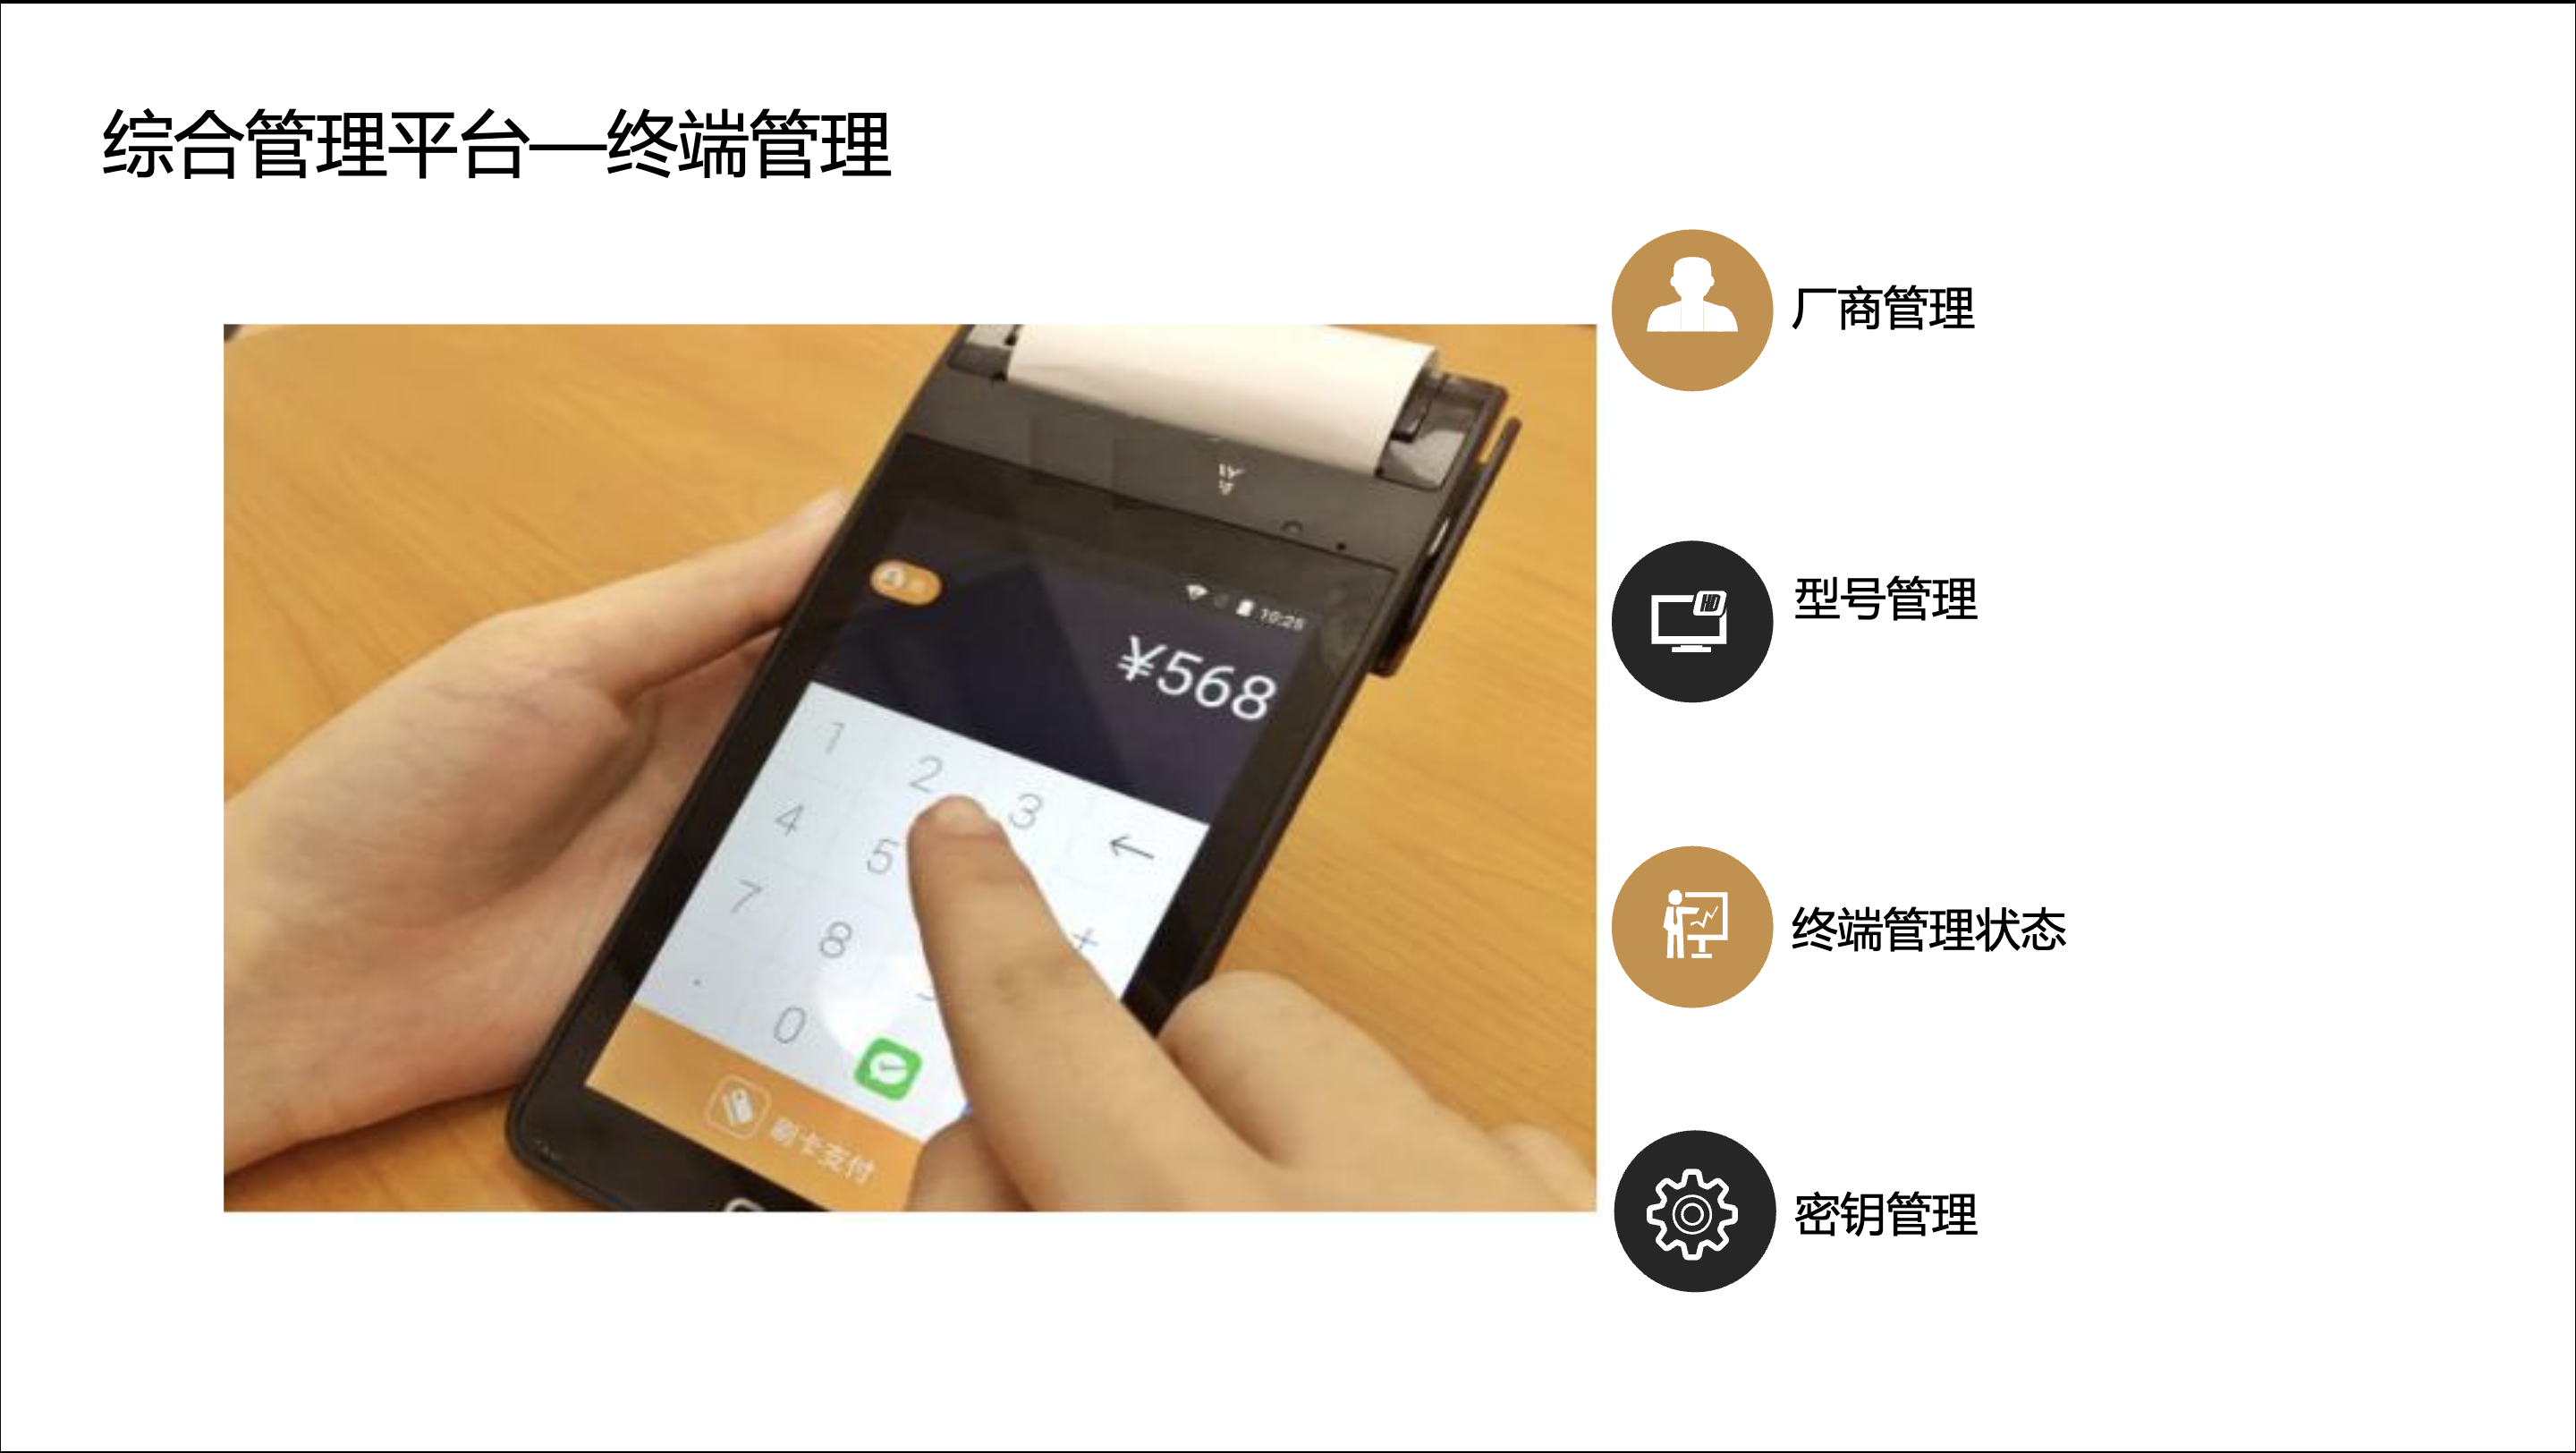 综合管理平台—终端管理
厂商管理
10:25
¥568
1 2 3 ←
4 5
7 8 +
. 0
刷卡支付
HD
型号管理
终端管理状态
密钥管理